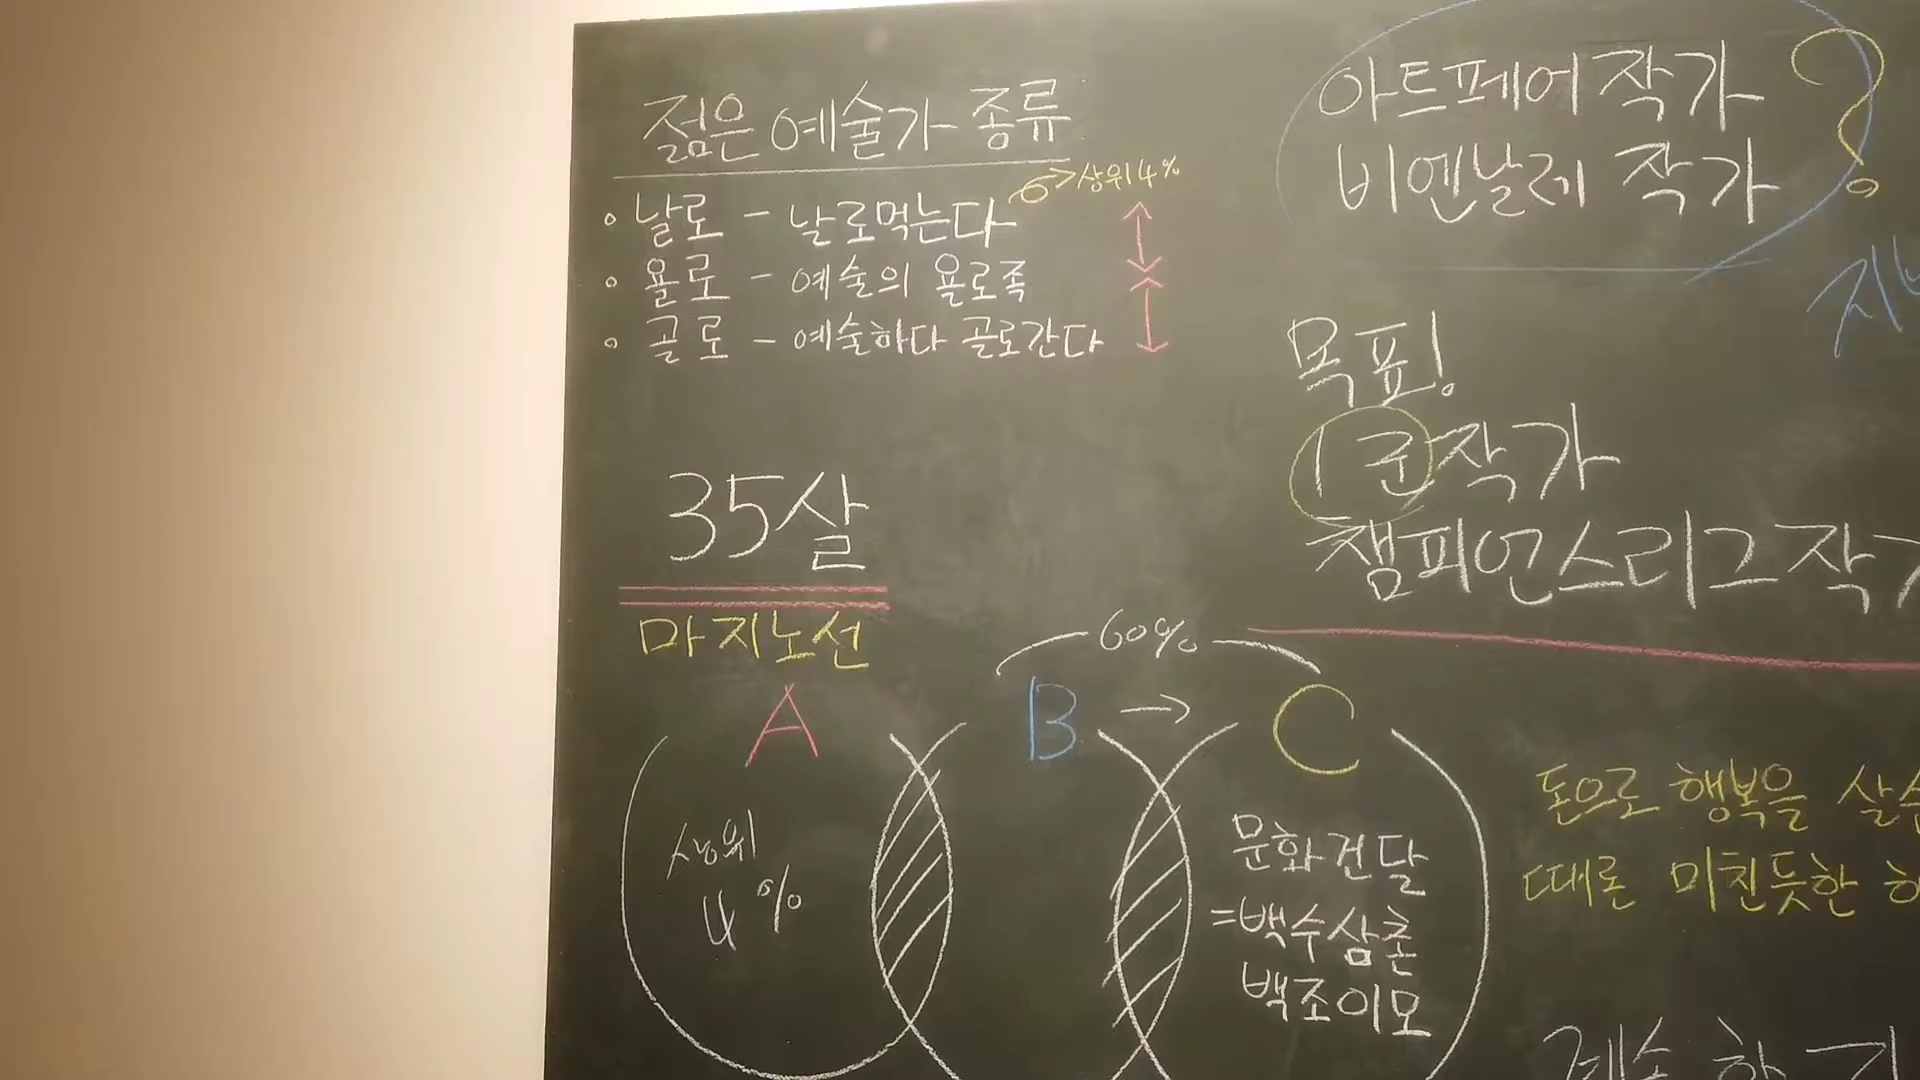 젊은 예술가 종류
상위 4%
날로 - 날로먹는다
욜로 - 예술의 욜로족
골로 - 예술하다 골로간다
35살
마지노선
아트페어 작가
비엔날레 작가
?
목표!
1군 작가
챔피언스리그 작가
60%
A B → C
상위
4%
문화건달
=백수삼촌
백조이모
돈으로 행복을 살수
때로 미친듯한
계속